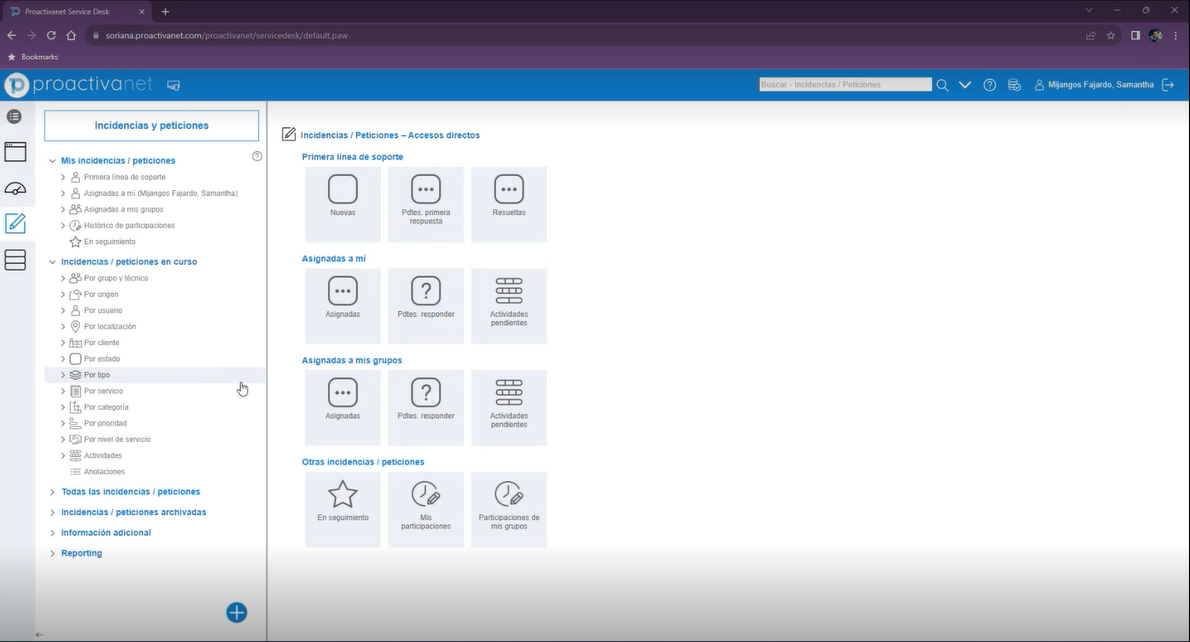 Proactivanet Service Desk
soriana.proactivanet.com/proactivanet/servicedesk/default.paw
Bookmarks
proactivanet
Buscar - Incidencias / Peticiones
Mijangos Fajardo, Samantha
Incidencias y peticiones
Mis incidencias / peticiones
Primera línea de soporte
Asignadas a mí (Mijangos Fajardo, Samantha)
Asignadas a mis grupos
Histórico de participaciones
En seguimiento
Incidencias / peticiones en curso
Por grupo y técnico
Por origen
Por usuario
Por localización
Por cliente
Por estado
Por tipo
Por servicio
Por categoría
Por prioridad
Por nivel de servicio
Actividades
Anotaciones
Todas las incidencias / peticiones
Incidencias / peticiones archivadas
Información adicional
Reporting
Incidencias / Peticiones – Accesos directos
Primera línea de soporte
Nuevas
Pdtes. primera
respuesta
Resueltas
Asignadas a mí
Asignadas
Pdtes. responder
Actividades
pendientes
Asignadas a mis grupos
Asignadas
Pdtes. responder
Actividades
pendientes
Otras incidencias / peticiones
En seguimiento
Mis
participaciones
Participaciones de
mis grupos